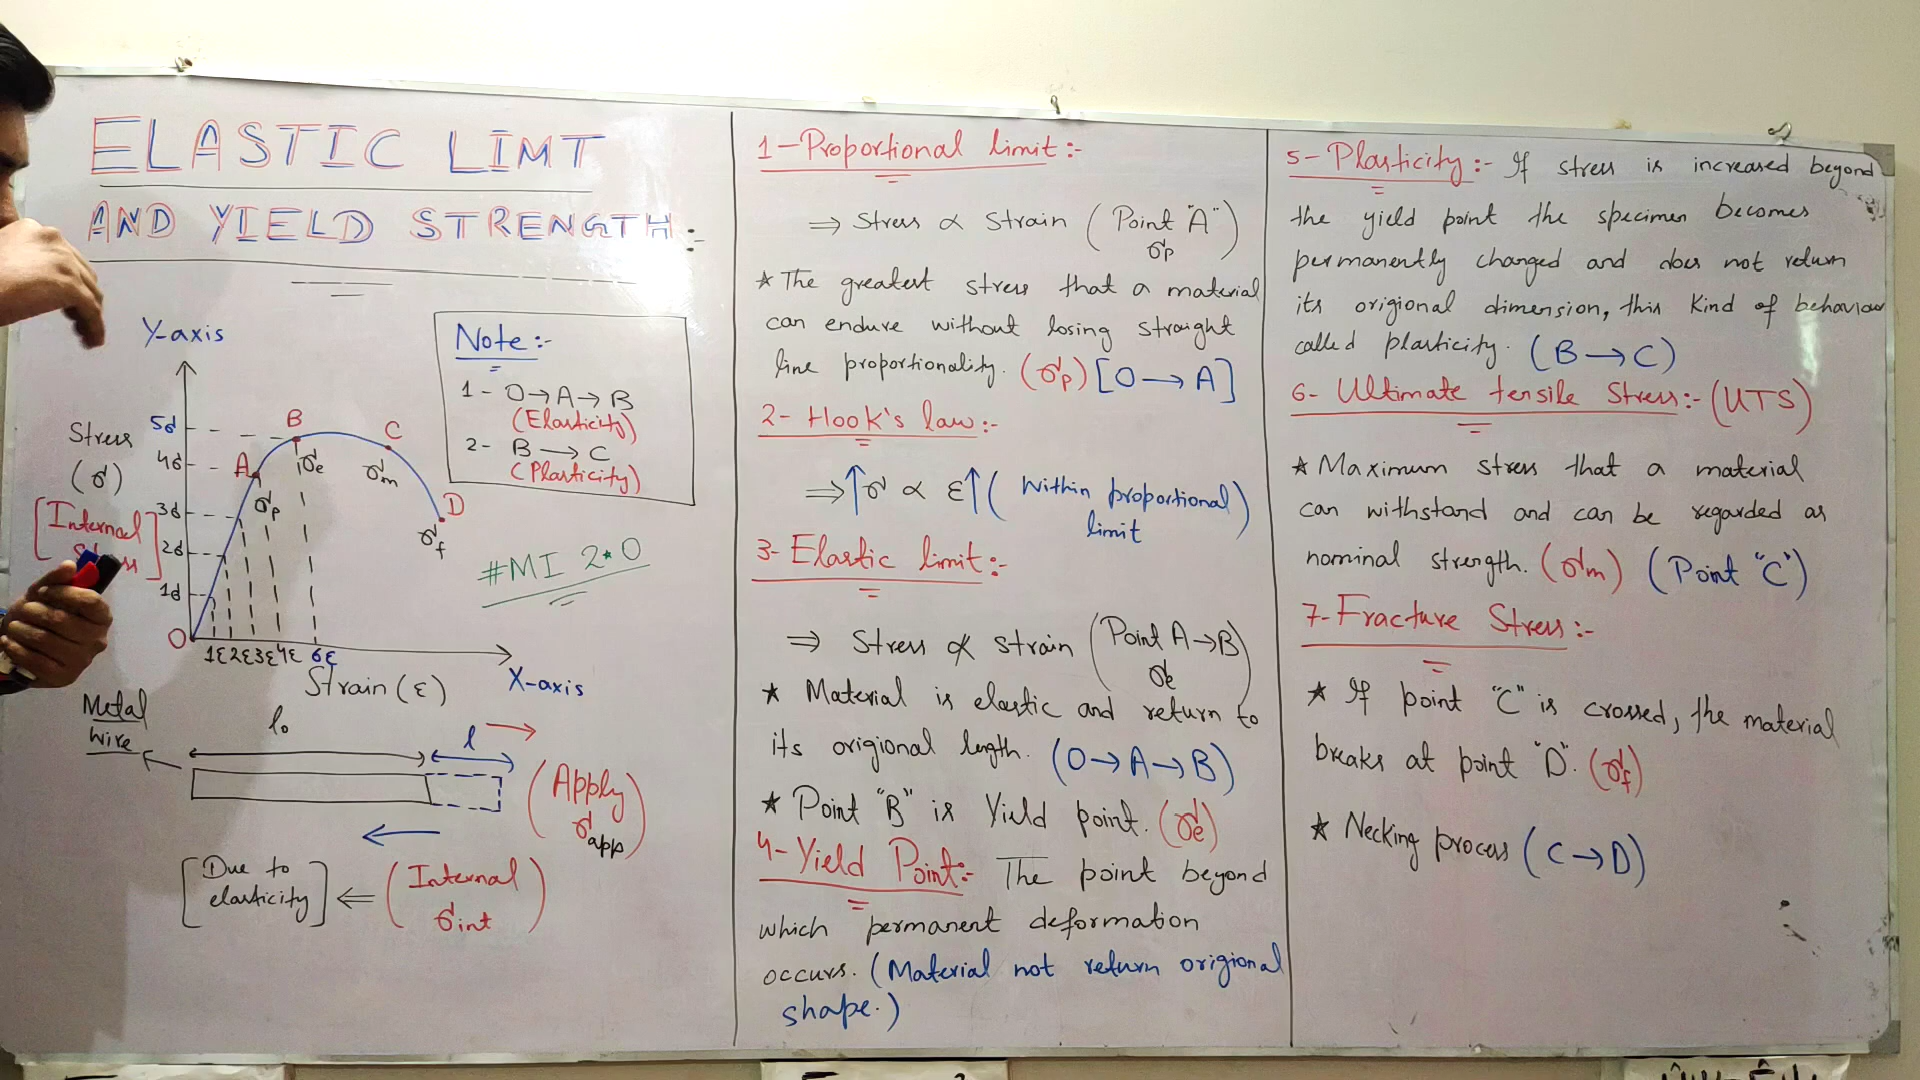 ELASTIC LIMT
AND YIELD STRENGTH:-
Y-axis
Stress
(σ)
[Internal
5σ
4σ
3σ
2σ
1σ
O
A
B
C
D
σp
σe
σm
σf
1ε 2ε 3ε 4ε 6ε
Strain (ε)
X-axis
Note:-
1- O→A→B
(Elasticity)
2- B→C
(Plasticity)
#MI 2.0
Metal
wire
l₀
l
(Apply
σapp)
[Due to
elasticity] ⇐ (Internal
σint)
1-Proportional limit:-
⇒ Stress ∝ Strain (Point "A")
σp
★ The greatest stress that a material
can endure without losing straight
line proportionality. (σp) [O→A]
2- Hook's law:-
⇒ ↑σ ∝ ε↑ (Within proportional
limit)
3- Elastic limit:-
⇒ Stress ∝̸ strain (Point A→B)
σe
★ Material is elastic and return to
its origional length. (O→A→B)
★ Point "B" is Yield point. (σe)
4-Yield Point:- The point beyond
which permanent deformation
occurs. (Material not return origional
shape.)
5-Plasticity:- If stress is increased beyond
the yield point the specimen becomes
permanently changed and does not return
its origional dimension, this kind of behaviour
called plasticity. (B→C)
6- Ultimate tensile Stress:- (UTS)
★ Maximum stress that a material
can withstand and can be regarded as
nominal strength. (σm) (Point "C")
7-Fracture Stress:-
★ If point "C" is crossed, the material
breaks at point "D". (σf)
★ Necking process (C→D)